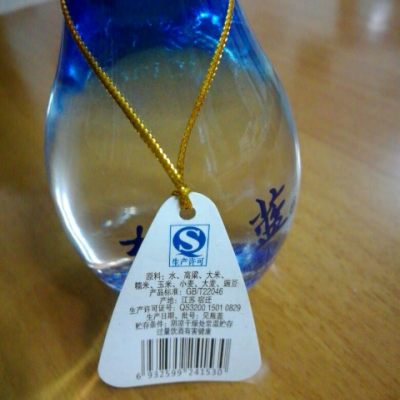 蓝
生产许可
原料：水、高粱、大米、
糯米、玉米、小麦、大麦、豌豆
产品标准：GB/T22046
产地：江苏 宿迁
生产许可证号：QS3200 1501 0829
生产日期、批号：见瓶盖
贮存条件：阴凉干燥处常温贮存
过量饮酒有害健康
6 932599 241530